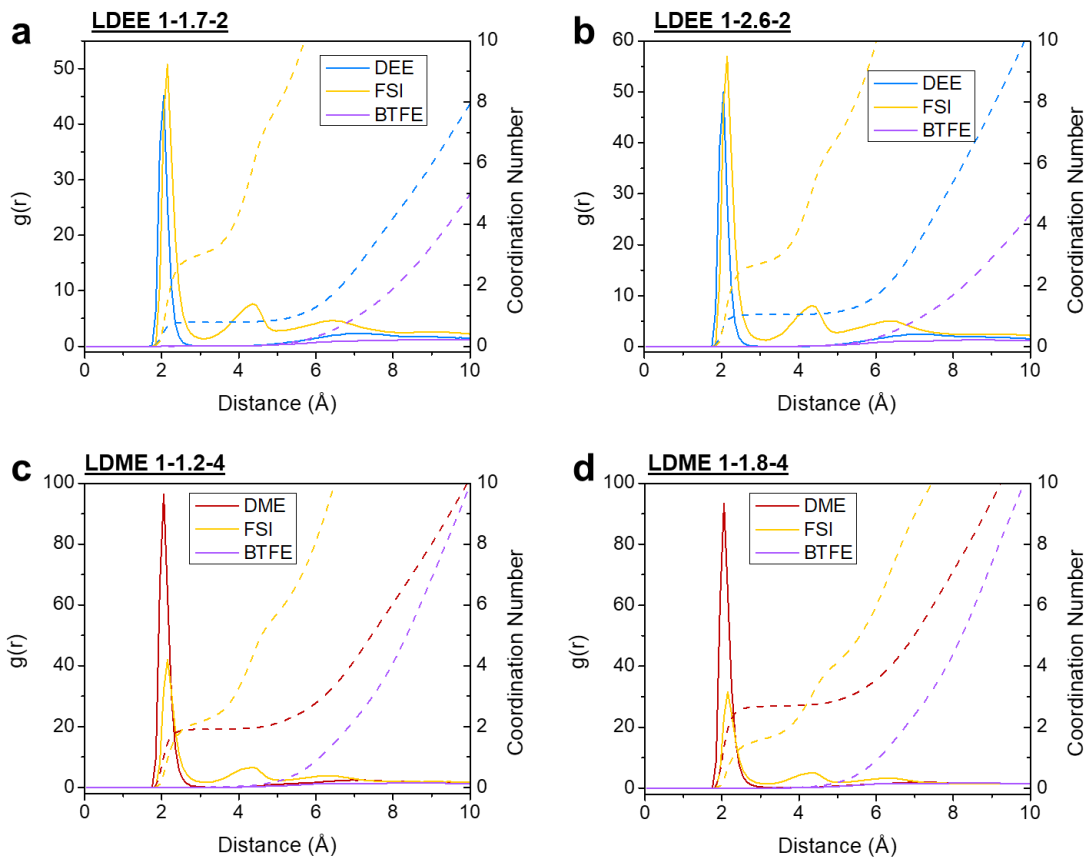 a
LDEE 1-1.7-2
DEE
FSI
BTFE
g(r)
50
40
30
20
10
0
10
8
6
4
2
0
Coordination Number
0 2 4 6 8 10
Distance (Å)
b
LDEE 1-2.6-2
DEE
FSI
BTFE
g(r)
60
50
40
30
20
10
0
10
8
6
4
2
0
Coordination Number
0 2 4 6 8 10
Distance (Å)
c
LDME 1-1.2-4
DME
FSI
BTFE
g(r)
100
80
60
40
20
0
10
8
6
4
2
0
Coordination Number
0 2 4 6 8 10
Distance (Å)
d
LDME 1-1.8-4
DME
FSI
BTFE
g(r)
100
80
60
40
20
0
10
8
6
4
2
0
Coordination Number
0 2 4 6 8 10
Distance (Å)